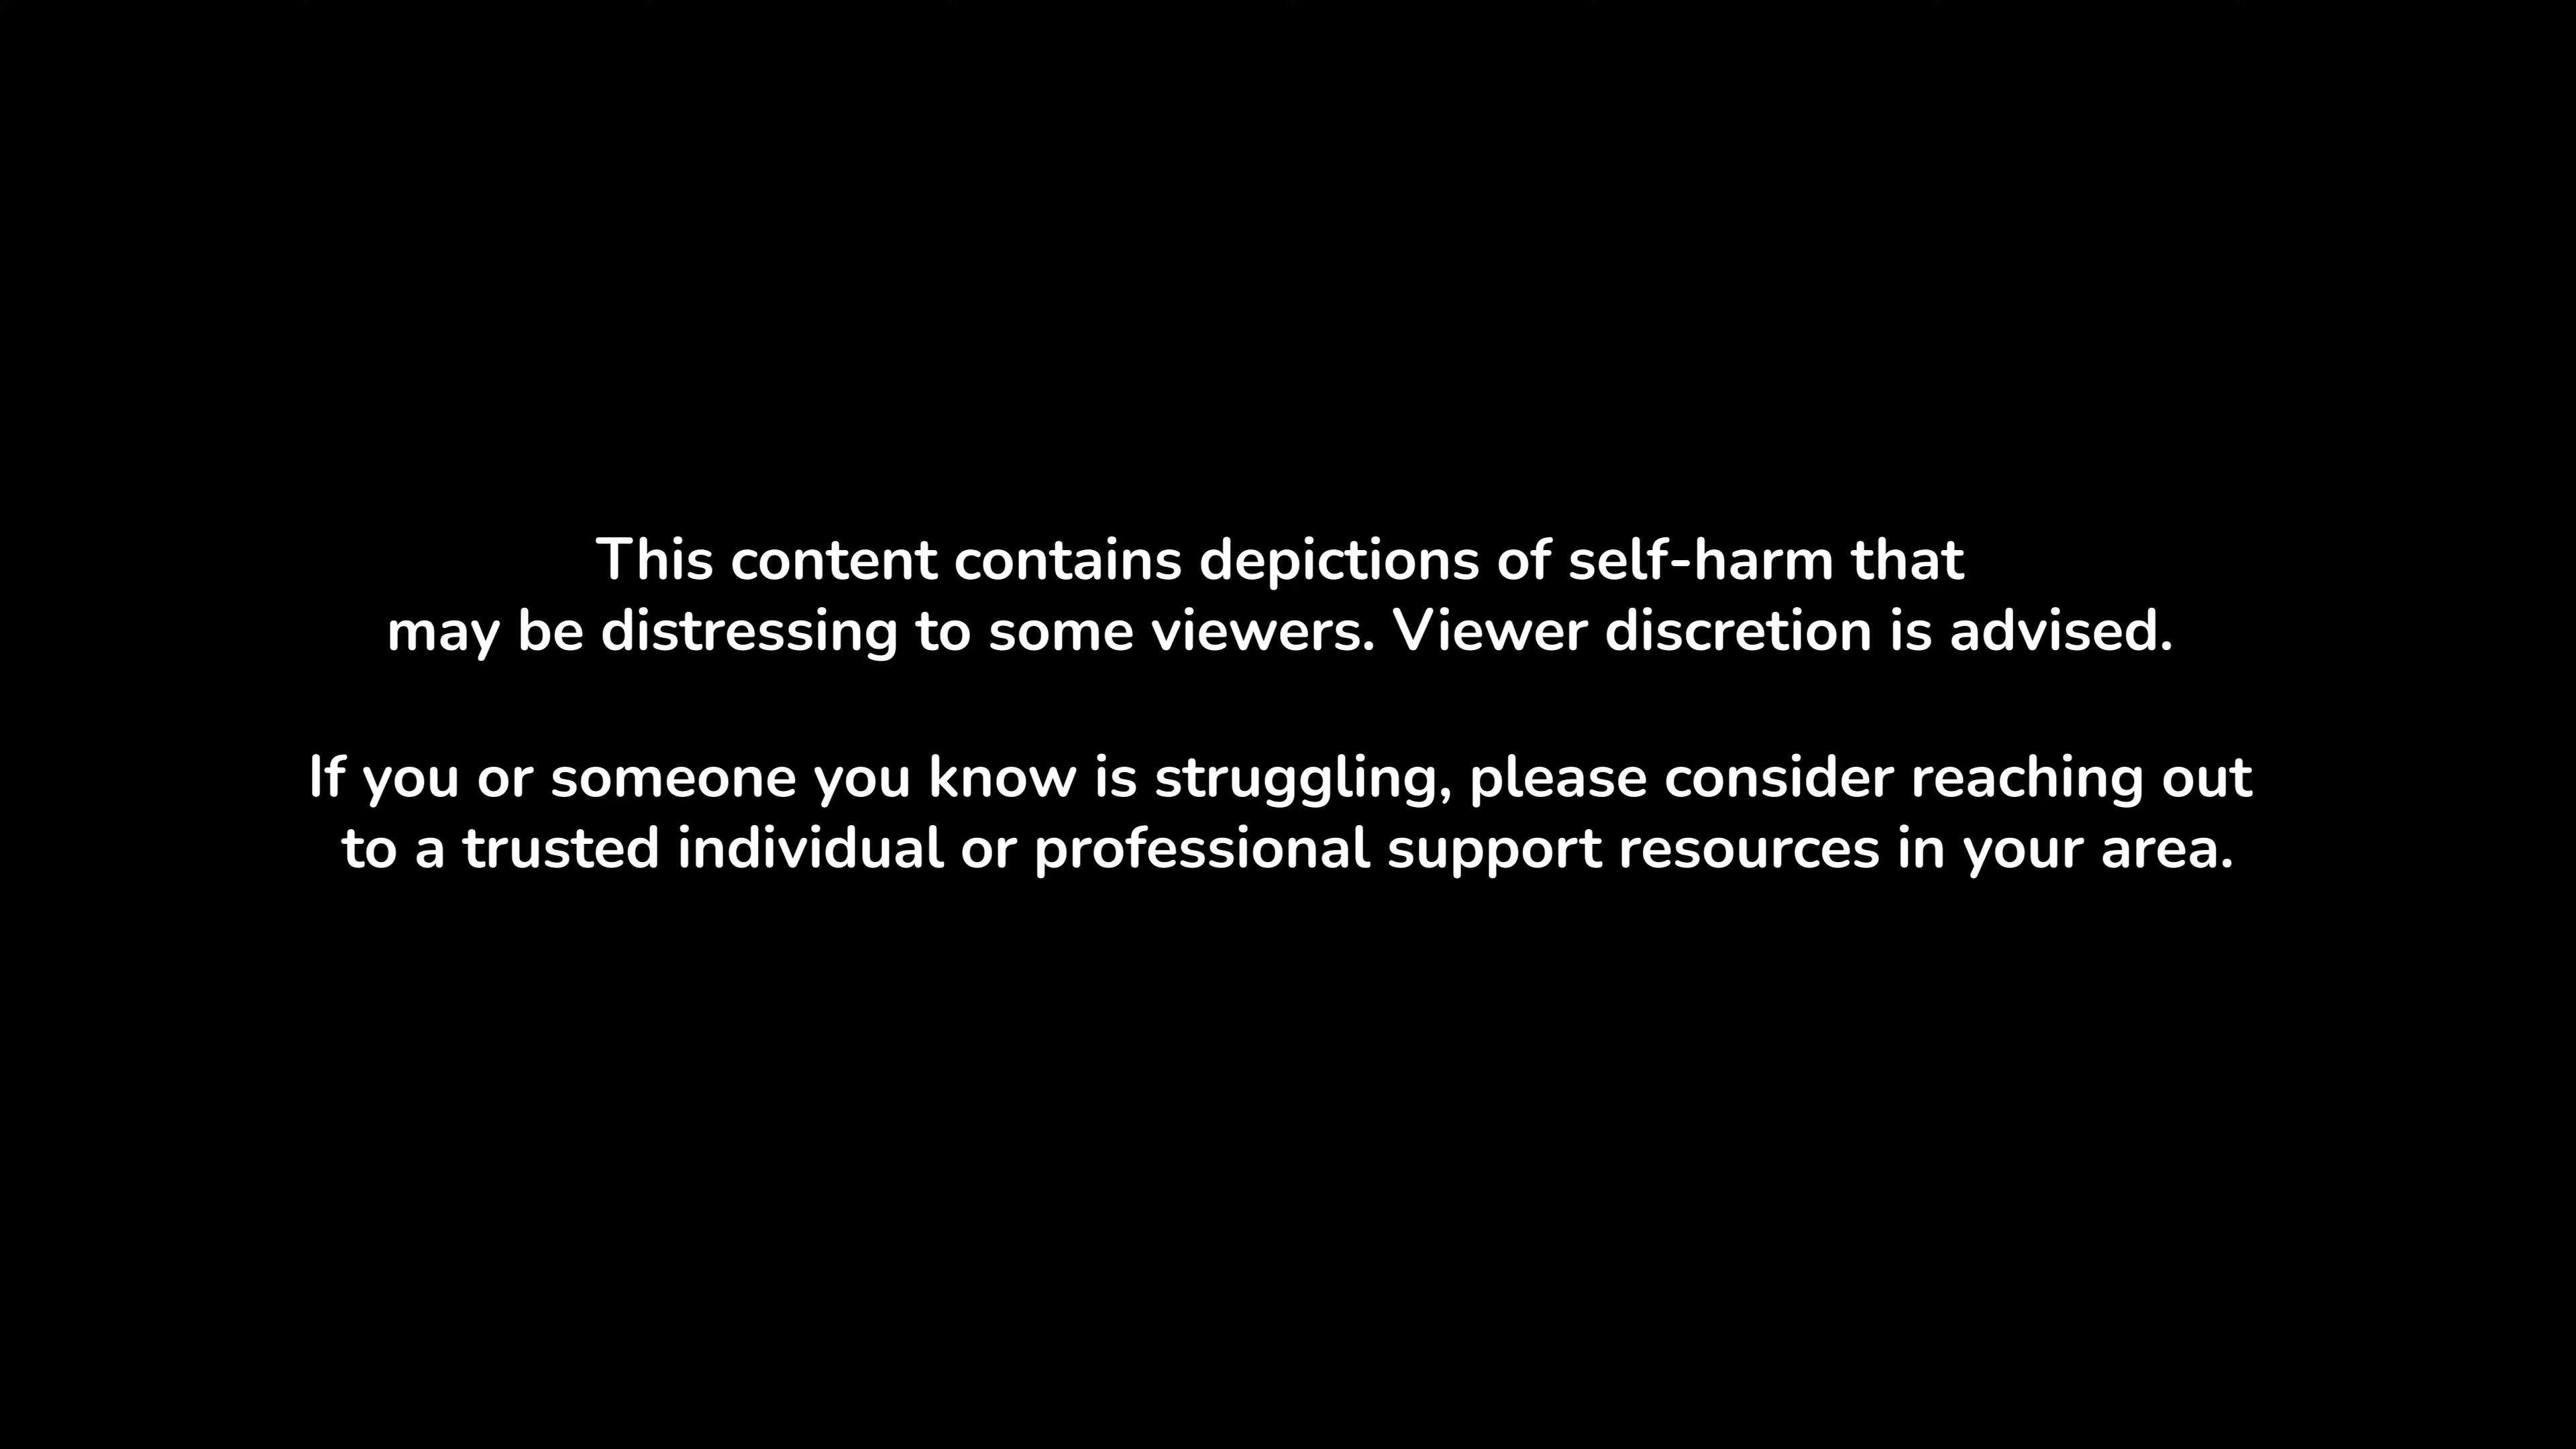 This content contains depictions of self-harm that
may be distressing to some viewers. Viewer discretion is advised.
If you or someone you know is struggling, please consider reaching out
to a trusted individual or professional support resources in your area.